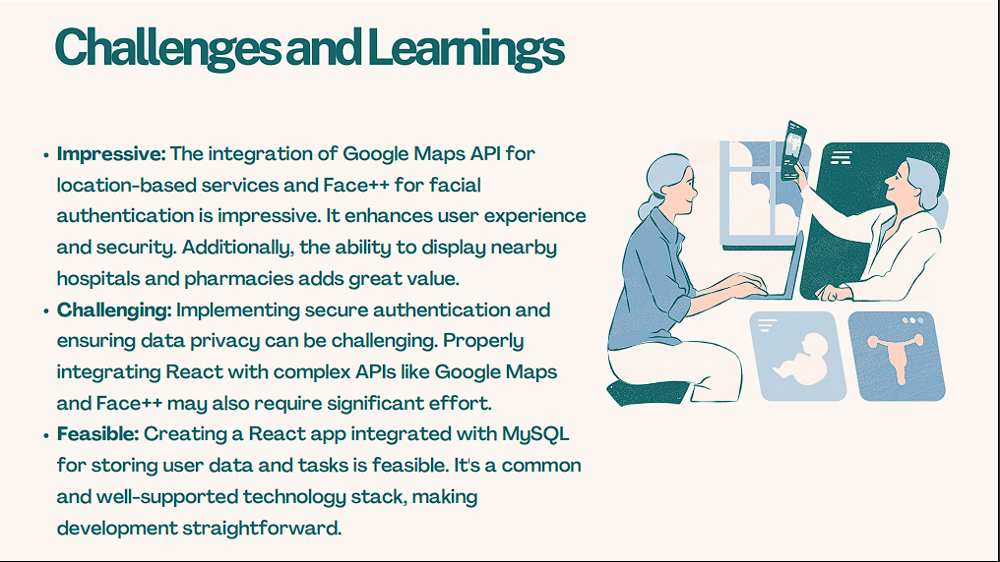 Challenges and Learnings
• Impressive: The integration of Google Maps API for
location-based services and Face++ for facial
authentication is impressive. It enhances user experience
and security. Additionally, the ability to display nearby
hospitals and pharmacies adds great value.
• Challenging: Implementing secure authentication and
ensuring data privacy can be challenging. Properly
integrating React with complex APIs like Google Maps
and Face++ may also require significant effort.
• Feasible: Creating a React app integrated with MySQL
for storing user data and tasks is feasible. It's a common
and well-supported technology stack, making
development straightforward.